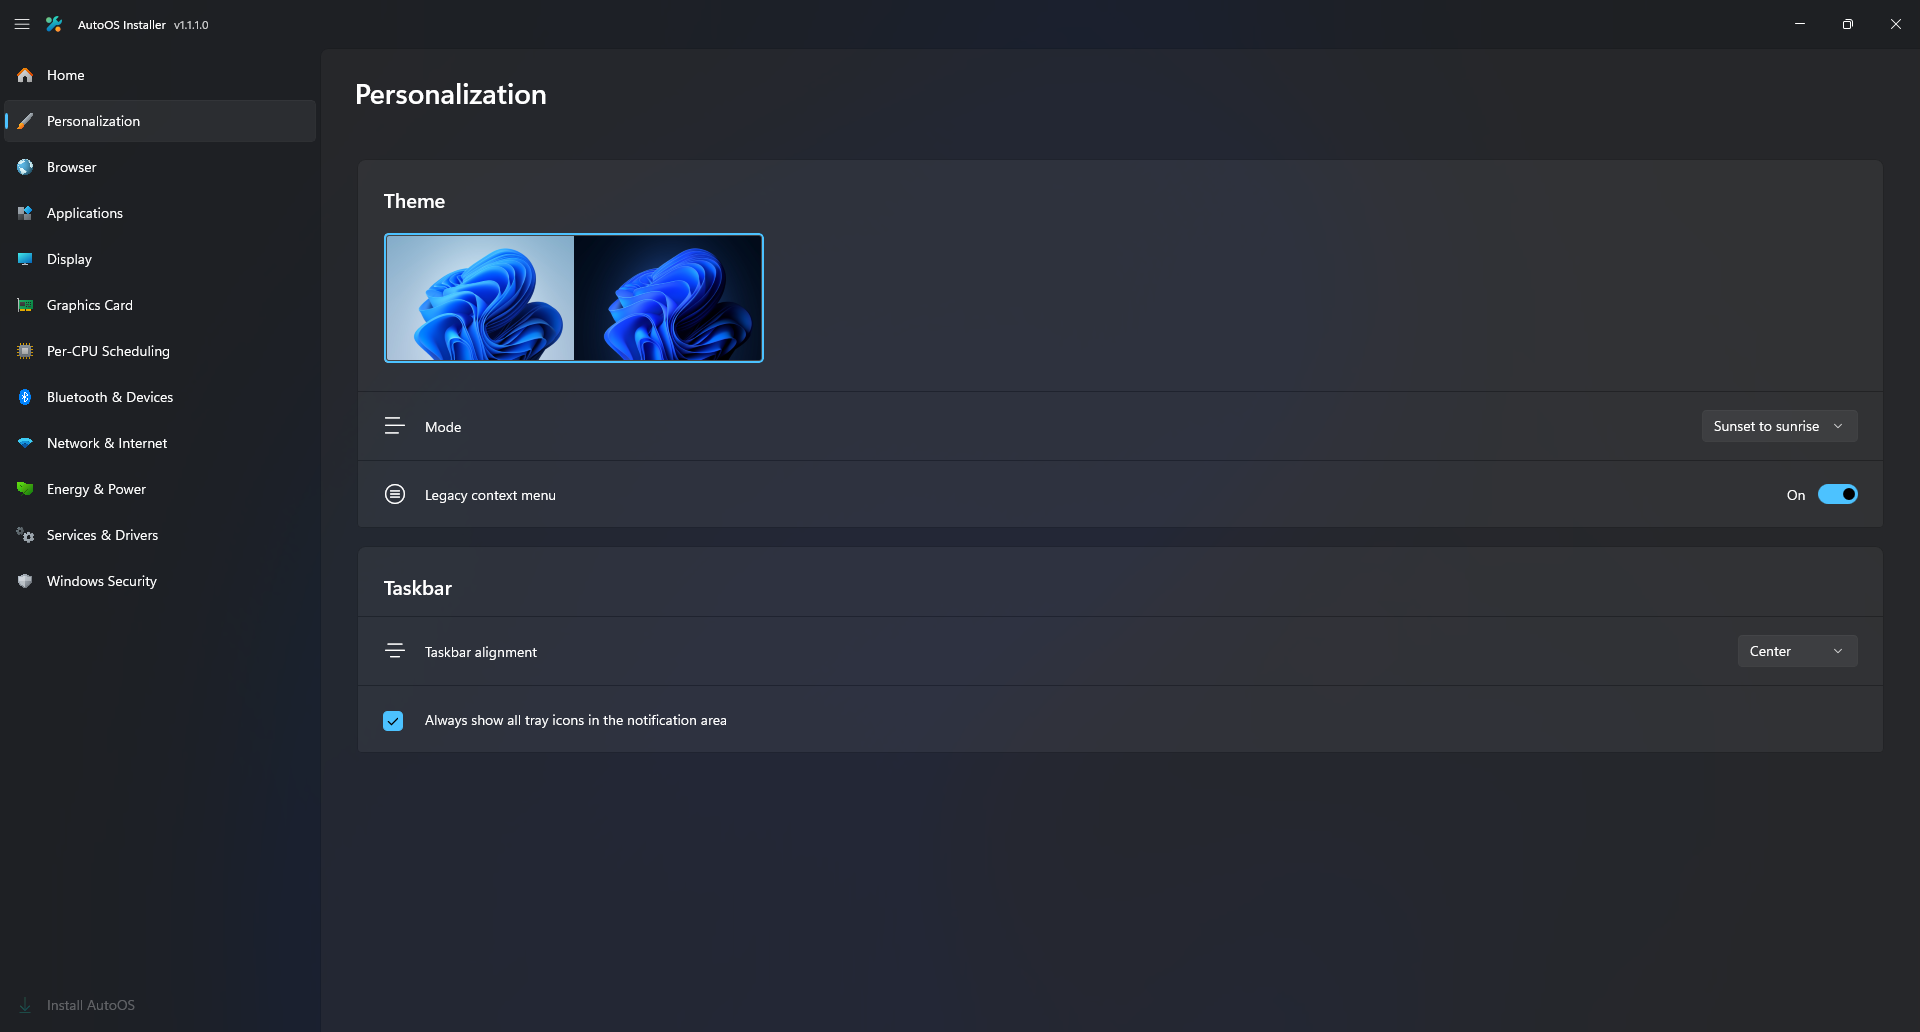 AutoOS Installer v1.1.1.0
Home
Personalization
Browser
Applications
Display
Graphics Card
Per-CPU Scheduling
Bluetooth & Devices
Network & Internet
Energy & Power
Services & Drivers
Windows Security
Install AutoOS
Personalization
Theme
Mode
Sunset to sunrise
Legacy context menu
On
Taskbar
Taskbar alignment
Center
Always show all tray icons in the notification area